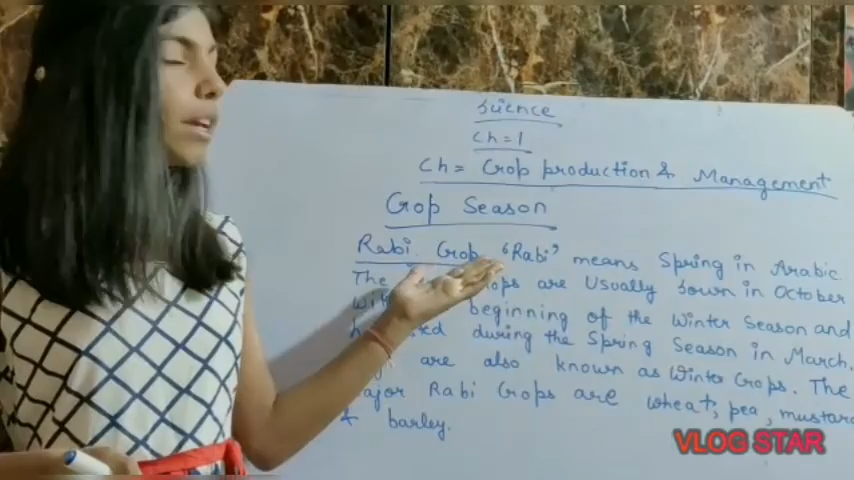 Science
Ch=1
Ch= Crop production & Management
Crop Season
Rabi Crop 'Rabi' means Spring in Arabic
The ops are Usually sown in October
wit beginning of the winter Season and
during the Spring Season in March.
are also known as Winter Crops. The
major Rabi Crops are wheat, pea, mustard
& barley.
VLOG STAR